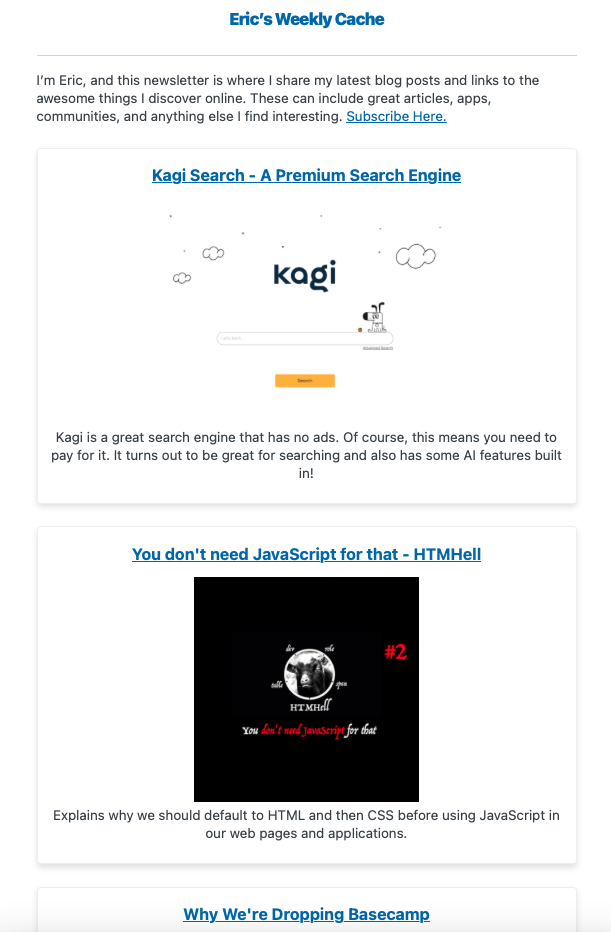 Eric's Weekly Cache
I'm Eric, and this newsletter is where I share my latest blog posts and links to the
awesome things I discover online. These can include great articles, apps,
communities, and anything else I find interesting. Subscribe Here.
Kagi Search - A Premium Search Engine
kagi
Advanced Search
Search
Kagi is a great search engine that has no ads. Of course, this means you need to
pay for it. It turns out to be great for searching and also has some AI features built
in!
You don't need JavaScript for that - HTMHell
#2
div role
table span
HTMHell
You don't need JavaScript for that
Explains why we should default to HTML and then CSS before using JavaScript in
our web pages and applications.
Why We're Dropping Basecamp